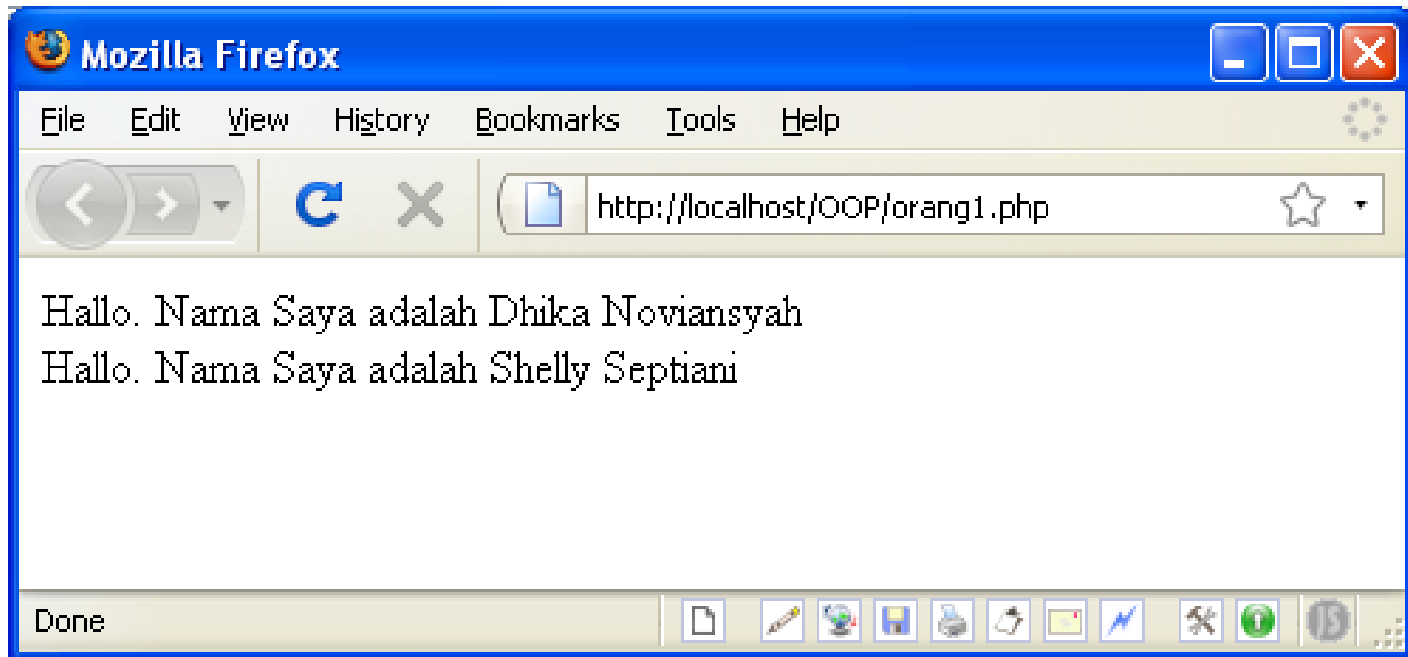 Mozilla Firefox
File Edit View History Bookmarks Tools Help
http://localhost/OOP/orang1.php
Hallo. Nama Saya adalah Dhika Noviansyah
Hallo. Nama Saya adalah Shelly Septiani
Done
JS